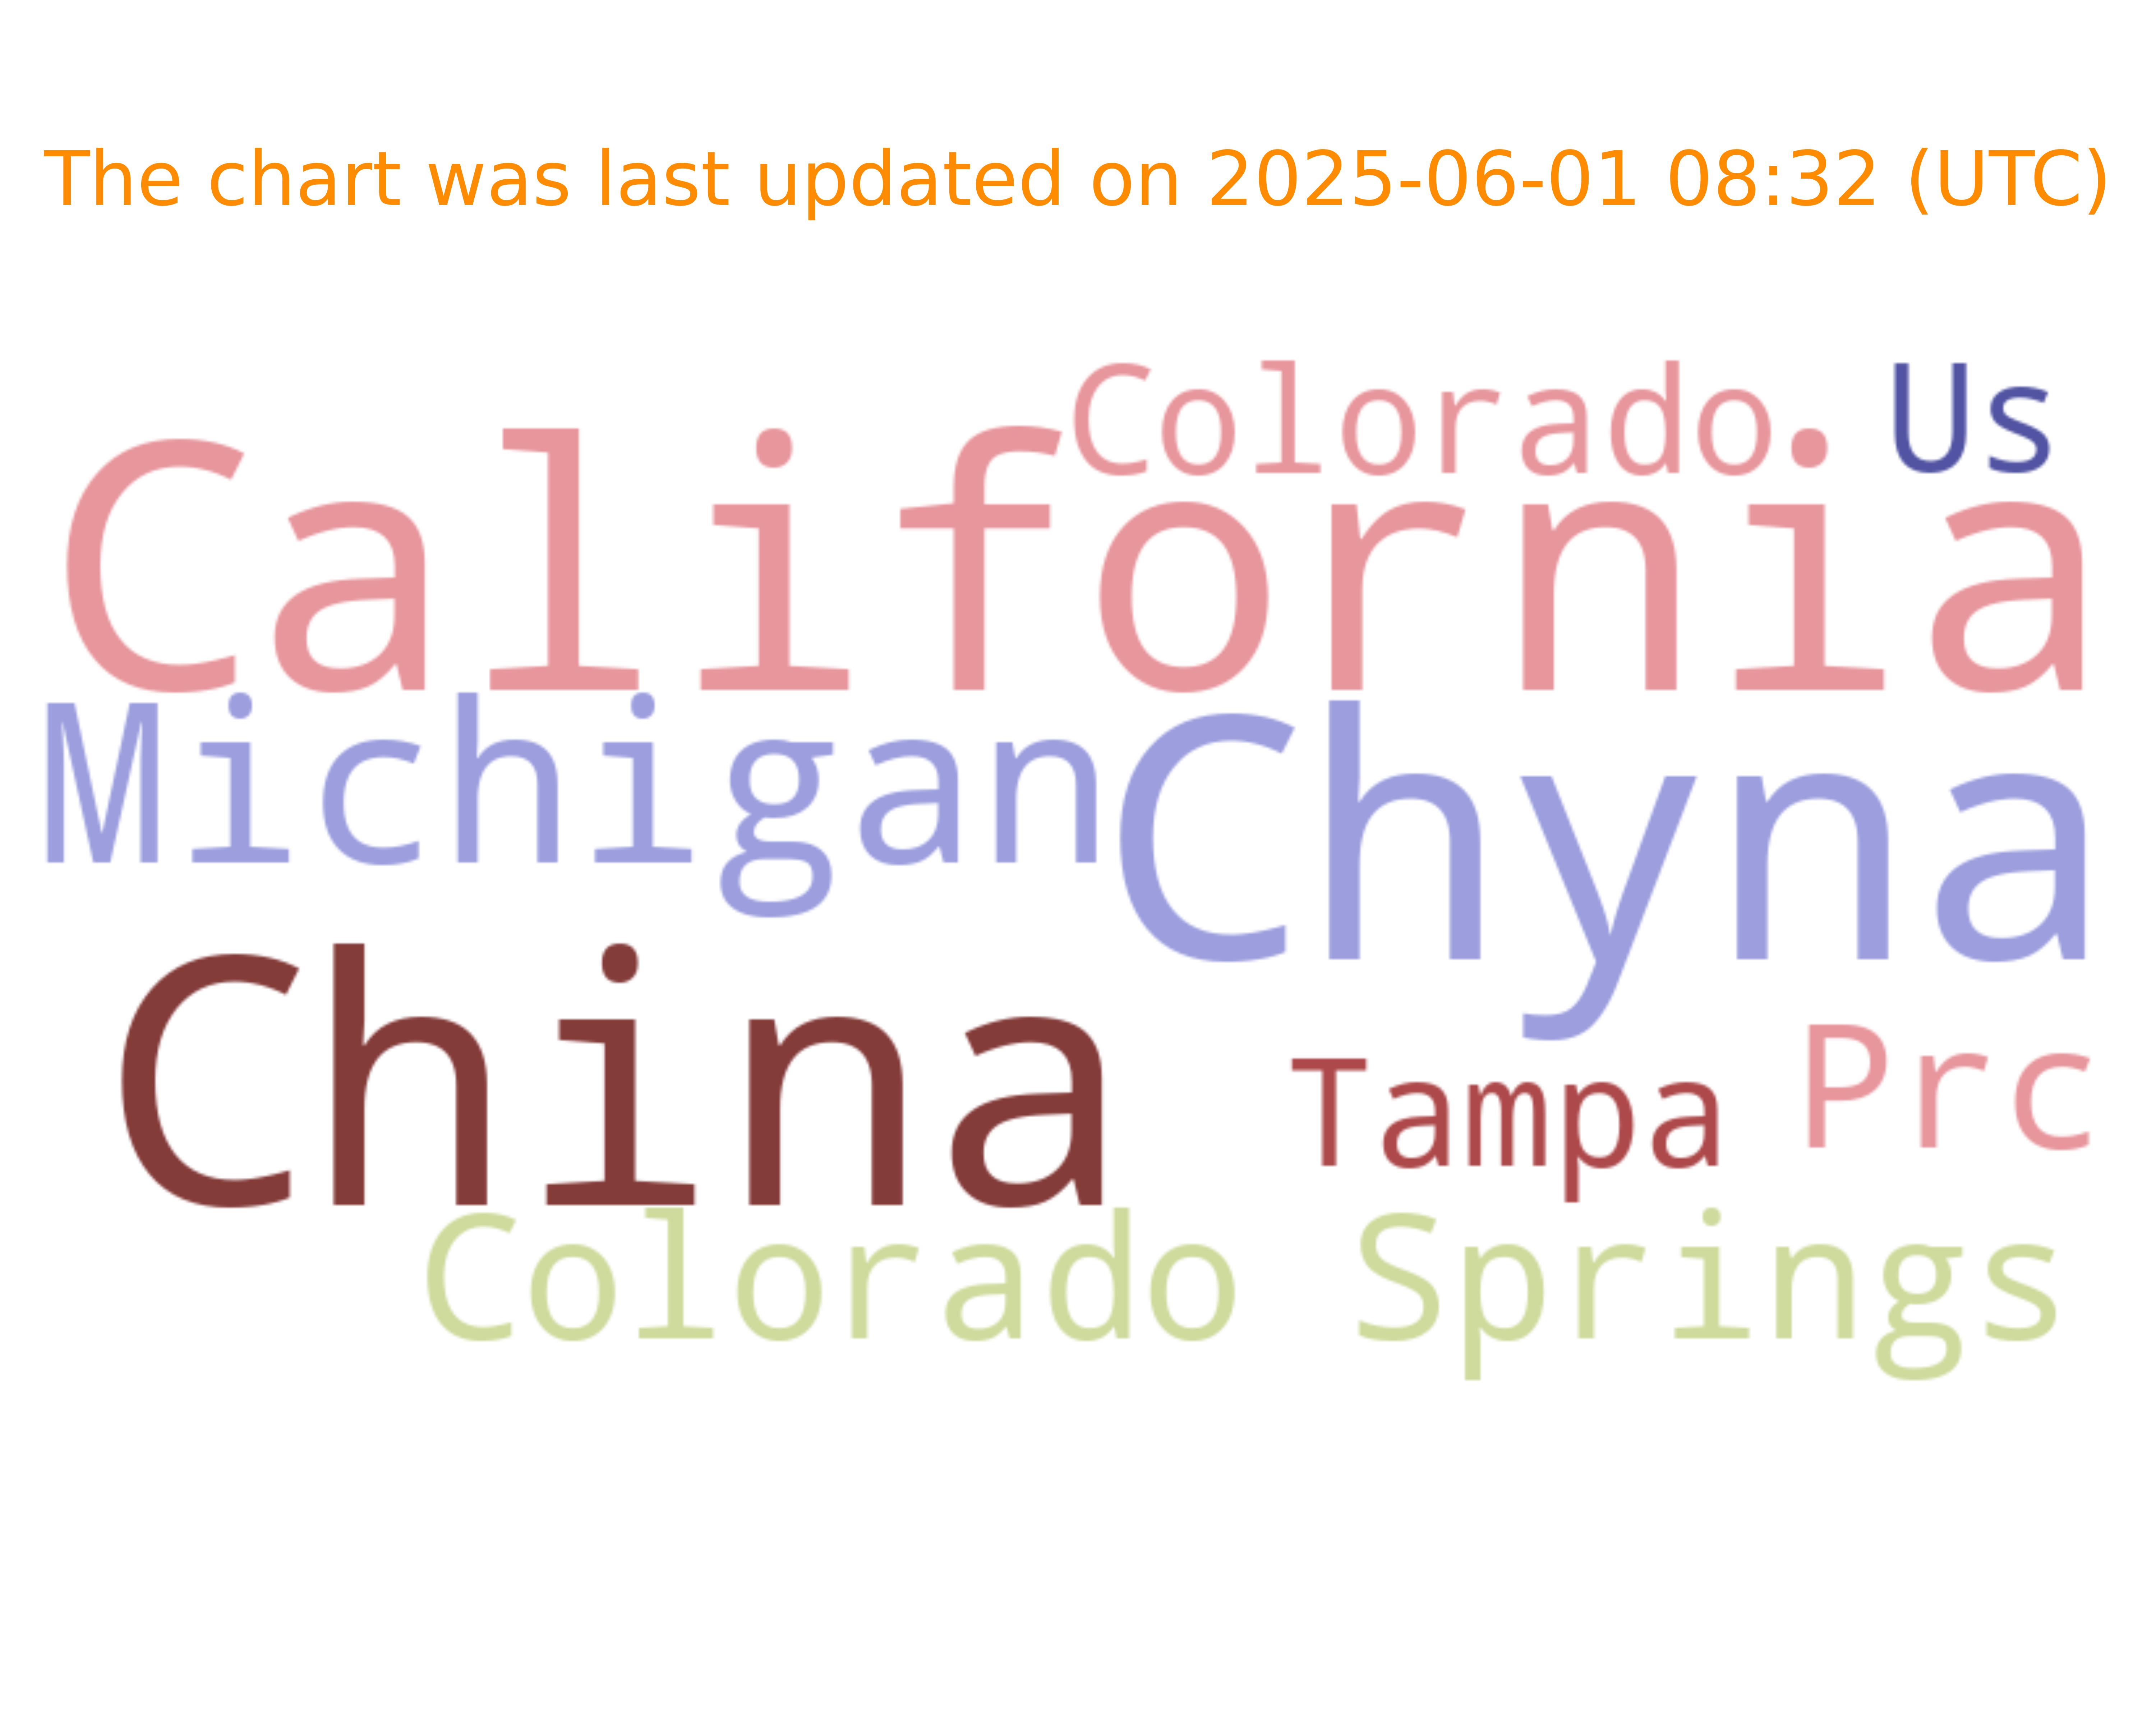 The chart was last updated on 2025-06-01 08:32 (UTC)
Colorado Us
California
Michigan Chyna
China
Tampa Prc
Colorado Springs